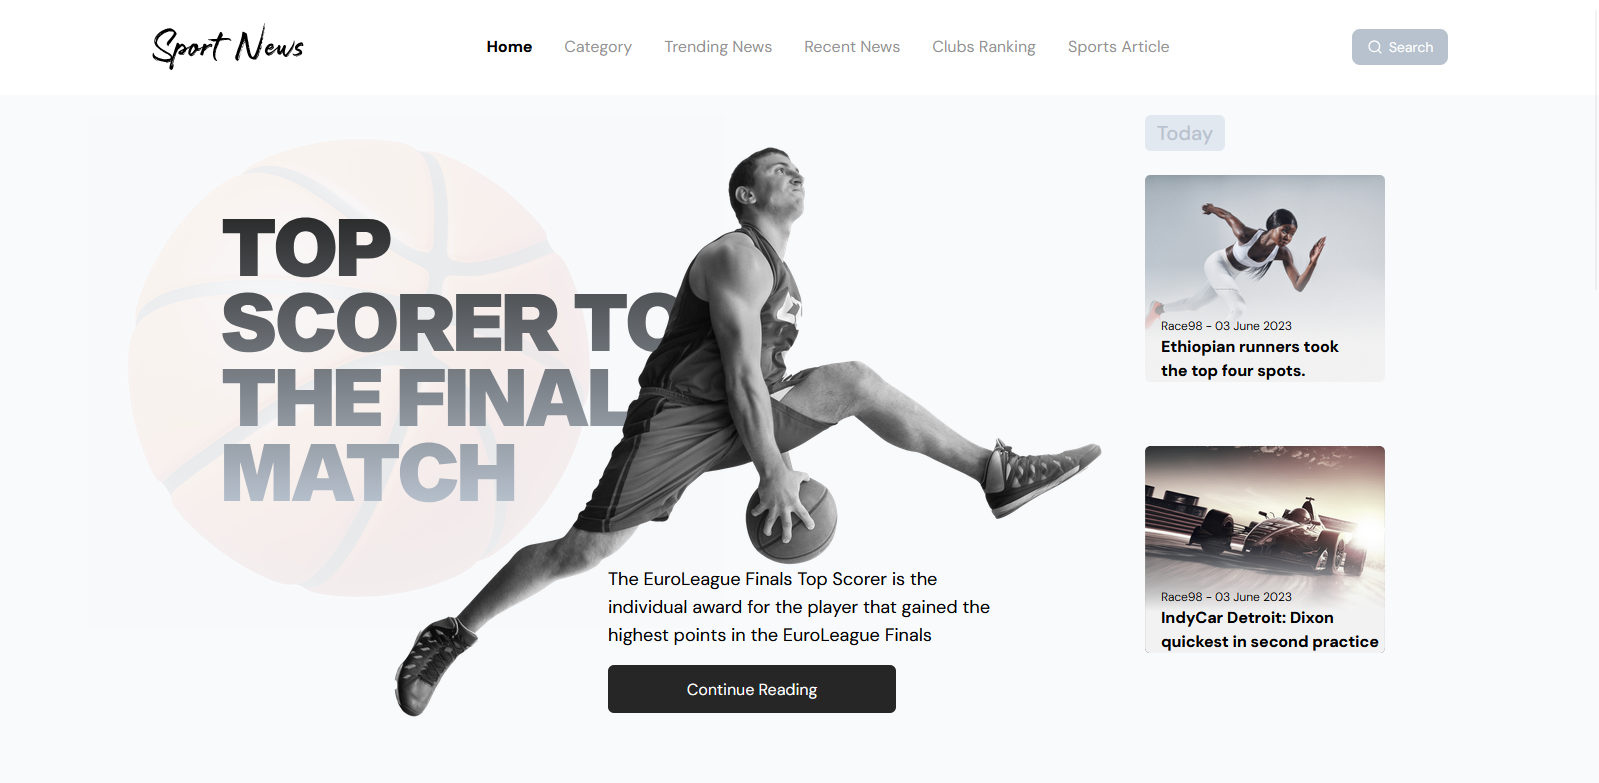 Sport News
Home
Category
Trending News
Recent News
Clubs Ranking
Sports Article
Search
TOP
SCORER TO
THE FINAL
MATCH
The EuroLeague Finals Top Scorer is the
individual award for the player that gained the
highest points in the EuroLeague Finals
Continue Reading
Today
Race98 - 03 June 2023
Ethiopian runners took
the top four spots.
Race98 - 03 June 2023
IndyCar Detroit: Dixon
quickest in second practice